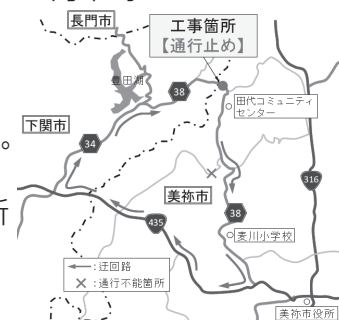 長門市
工事箇所
【通行止め】
豊田湖
38
田代コミュニティ
センター
下関市
。
34
316
美祢市
所
38
435
麦川小学校
:迂回路
:通行不能箇所
美祢市役所